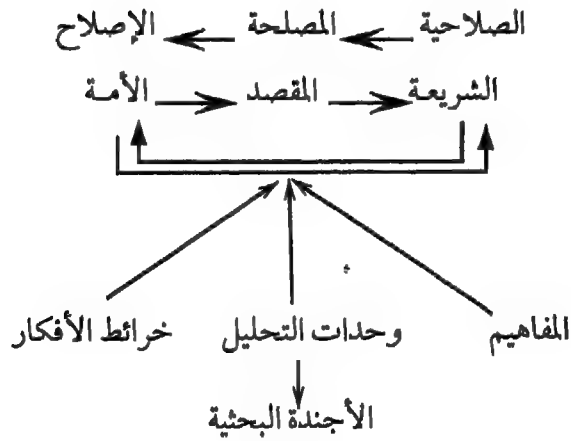 الصلاحية المصلحة الإصلاح
الشريعة المقصد الأمة
المفاهيم وحدات التحليل خرائط الأفكار
الأجندة البحثية